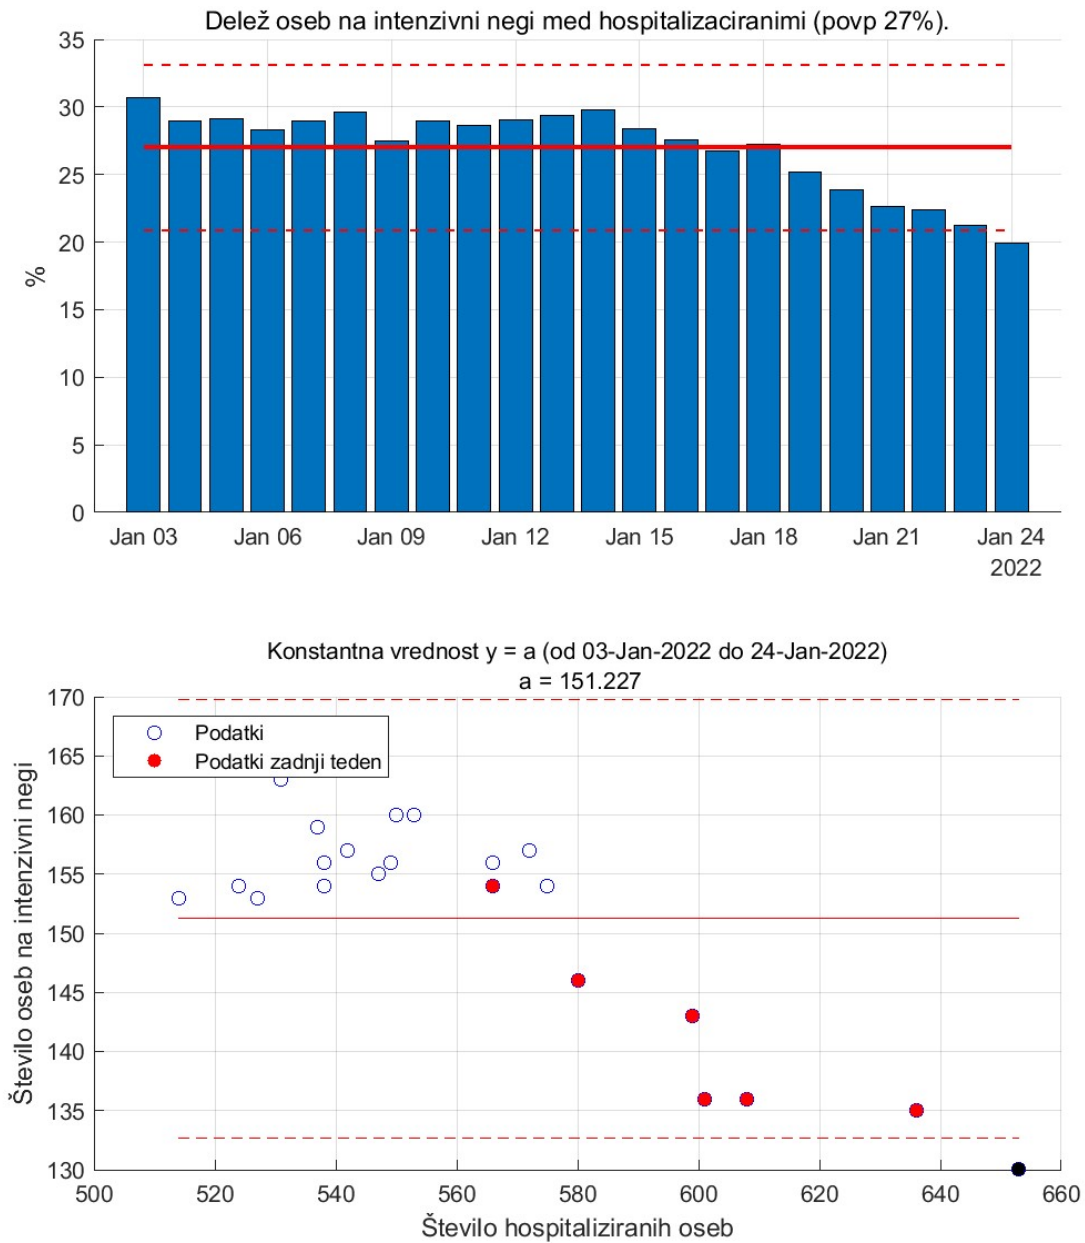 Delež oseb na intenzivni negi med hospitalizaciranimi (povp 27%).
35
30
25
20
15
10
5
0
%
Jan 03 Jan 06 Jan 09 Jan 12 Jan 15 Jan 18 Jan 21 Jan 24
2022
Konstantna vrednost y = a (od 03-Jan-2022 do 24-Jan-2022)
a = 151.227
170
165
160
155
150
145
140
135
130
Število oseb na intenzivni negi
Podatki
Podatki zadnji teden
500 520 540 560 580 600 620 640 660
Število hospitaliziranih oseb